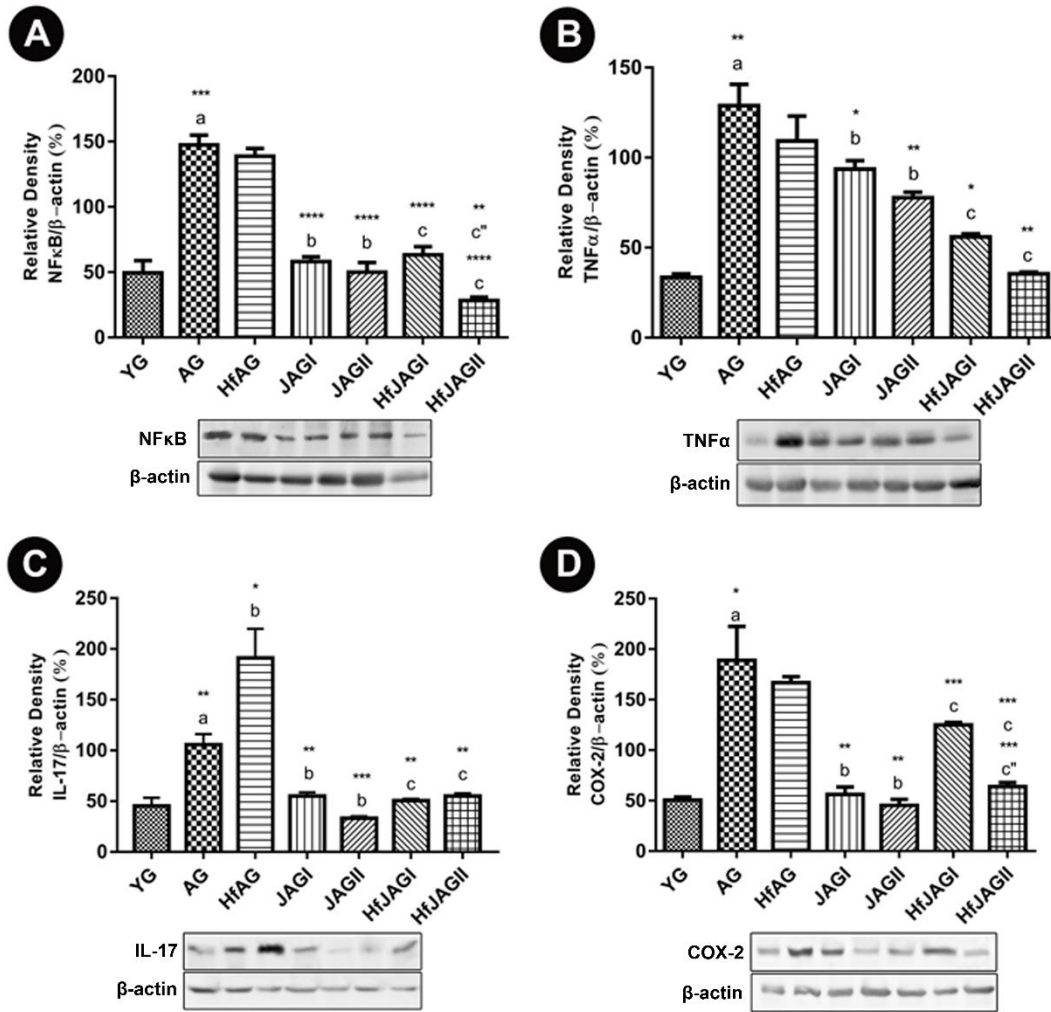 A
Relative Density
NFκB/β−actin (%)
200
150
100
50
0
***
a
****
b
****
b
****
c
**
c"
****
c
YG
AG
HfAG
JAGI
JAGII
HfJAGI
HfJAGII
NFκB
β-actin
B
Relative Density
TNFα/β−actin (%)
150
100
50
0
**
a
*
b
**
b
*
c
**
c
YG
AG
HfAG
JAGI
JAGII
HfJAGI
HfJAGII
TNFα
β-actin
C
Relative Density
IL-17/β−actin (%)
250
200
150
100
50
0
**
a
*
b
**
b
***
b
**
c
**
c
YG
AG
HfAG
JAGI
JAGII
HfJAGI
HfJAGII
IL-17
β-actin
D
Relative Density
COX-2/β−actin (%)
250
200
150
100
50
0
*
a
**
b
**
b
***
c
***
c
***
c"
YG
AG
HfAG
JAGI
JAGII
HfJAGI
HfJAGII
COX-2
β-actin